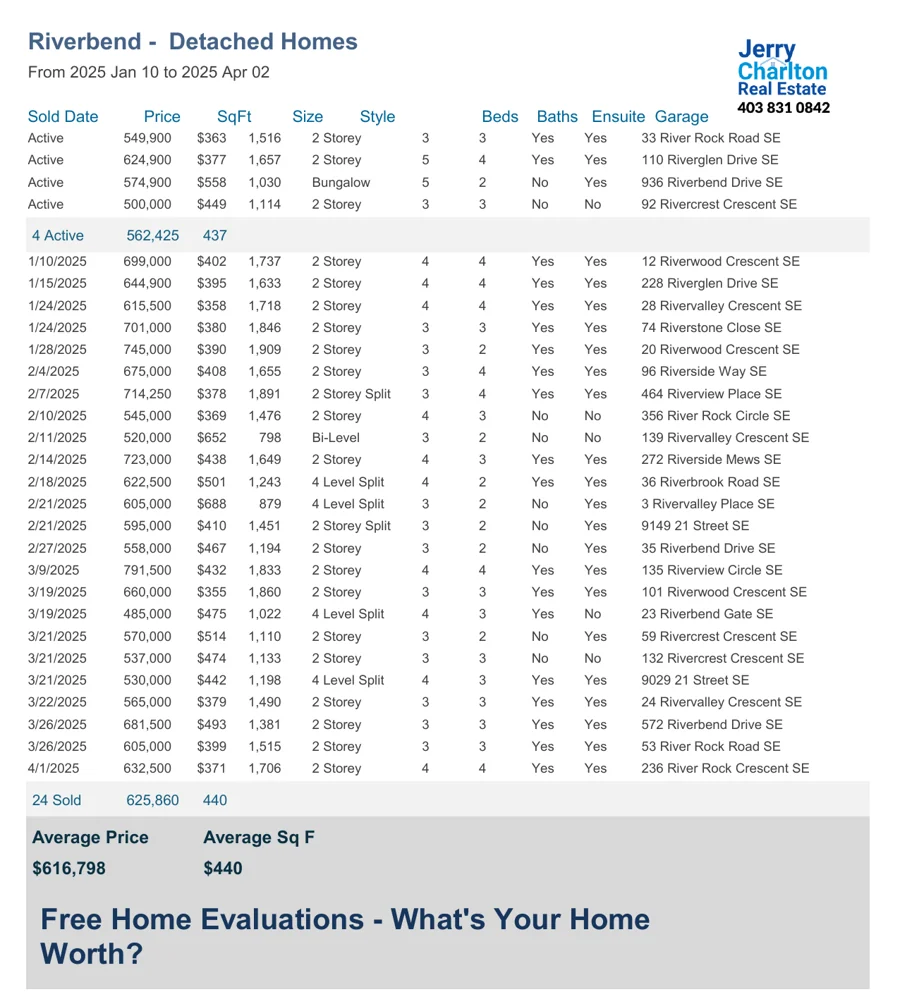 Riverbend - Detached Homes
From 2025 Jan 10 to 2025 Apr 02
Jerry
Charlton
Real Estate
403 831 0842
Sold Date Price SqFt Size Style Beds Baths Ensuite Garage
Active 549,900 $363 1,516 2 Storey 3 3 Yes Yes 33 River Rock Road SE
Active 624,900 $377 1,657 2 Storey 5 4 Yes Yes 110 Riverglen Drive SE
Active 574,900 $558 1,030 Bungalow 5 2 No Yes 936 Riverbend Drive SE
Active 500,000 $449 1,114 2 Storey 3 3 No No 92 Rivercrest Crescent SE
4 Active 562,425 437
1/10/2025 699,000 $402 1,737 2 Storey 4 4 Yes Yes 12 Riverwood Crescent SE
1/15/2025 644,900 $395 1,633 2 Storey 4 4 Yes Yes 228 Riverglen Drive SE
1/24/2025 615,500 $358 1,718 2 Storey 4 4 Yes Yes 28 Rivervalley Crescent SE
1/24/2025 701,000 $380 1,846 2 Storey 3 3 Yes Yes 74 Riverstone Close SE
1/28/2025 745,000 $390 1,909 2 Storey 3 2 Yes Yes 20 Riverwood Crescent SE
2/4/2025 675,000 $408 1,655 2 Storey 3 4 Yes Yes 96 Riverside Way SE
2/7/2025 714,250 $378 1,891 2 Storey Split 3 4 Yes Yes 464 Riverview Place SE
2/10/2025 545,000 $369 1,476 2 Storey 4 3 No No 356 River Rock Circle SE
2/11/2025 520,000 $652 798 Bi-Level 3 2 No No 139 Rivervalley Crescent SE
2/14/2025 723,000 $438 1,649 2 Storey 4 3 Yes Yes 272 Riverside Mews SE
2/18/2025 622,500 $501 1,243 4 Level Split 4 2 Yes Yes 36 Riverbrook Road SE
2/21/2025 605,000 $688 879 4 Level Split 3 2 No Yes 3 Rivervalley Place SE
2/21/2025 595,000 $410 1,451 2 Storey Split 3 2 No Yes 9149 21 Street SE
2/27/2025 558,000 $467 1,194 2 Storey 3 2 No Yes 35 Riverbend Drive SE
3/9/2025 791,500 $432 1,833 2 Storey 4 4 Yes Yes 135 Riverview Circle SE
3/19/2025 660,000 $355 1,860 2 Storey 3 3 Yes Yes 101 Riverwood Crescent SE
3/19/2025 485,000 $475 1,022 4 Level Split 4 3 Yes No 23 Riverbend Gate SE
3/21/2025 570,000 $514 1,110 2 Storey 3 2 No Yes 59 Rivercrest Crescent SE
3/21/2025 537,000 $474 1,133 2 Storey 3 3 No No 132 Rivercrest Crescent SE
3/21/2025 530,000 $442 1,198 4 Level Split 4 3 Yes Yes 9029 21 Street SE
3/22/2025 565,000 $379 1,490 2 Storey 3 3 Yes Yes 24 Rivervalley Crescent SE
3/26/2025 681,500 $493 1,381 2 Storey 3 3 Yes Yes 572 Riverbend Drive SE
3/26/2025 605,000 $399 1,515 2 Storey 3 3 Yes Yes 53 River Rock Road SE
4/1/2025 632,500 $371 1,706 2 Storey 4 4 Yes Yes 236 River Rock Crescent SE
24 Sold 625,860 440
Average Price Average Sq F
$616,798 $440
Free Home Evaluations - What's Your Home
Worth?